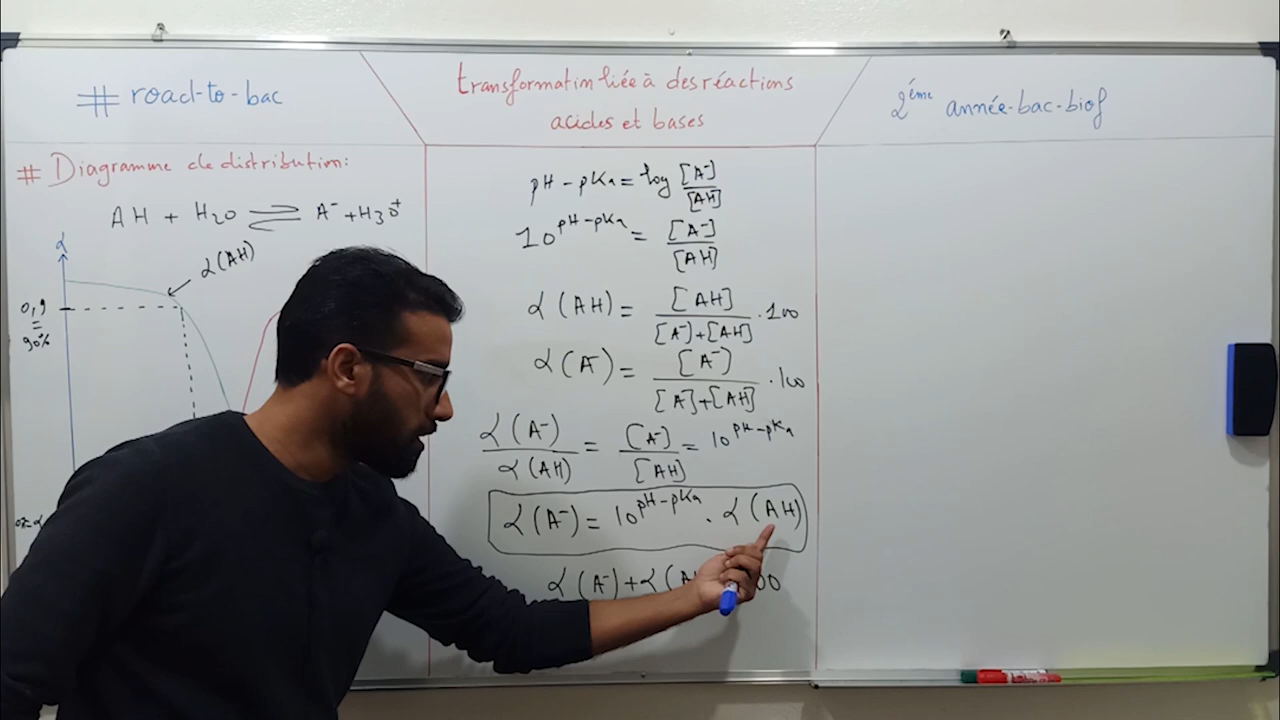 # road-to-bac
transformation liée à des réactions
acides et bases
2ème année-bac-biof
# Diagramme de distribution:
AH + H2O ⇌ A⁻ + H3O⁺
α
α(AH)
0,9
=
90%
pH - pKa = log [A⁻]/[AH]
10^(pH-pKa) = [A⁻]/[AH]
α(AH) = [AH]/([A⁻]+[AH]) . 100
α(A⁻) = [A⁻]/([A⁻]+[AH]) . 100
α(A⁻)/α(AH) = [A⁻]/[AH] = 10^(pH-pKa)
α(A⁻) = 10^(pH-pKa) . α(AH)
α(A⁻) + α(